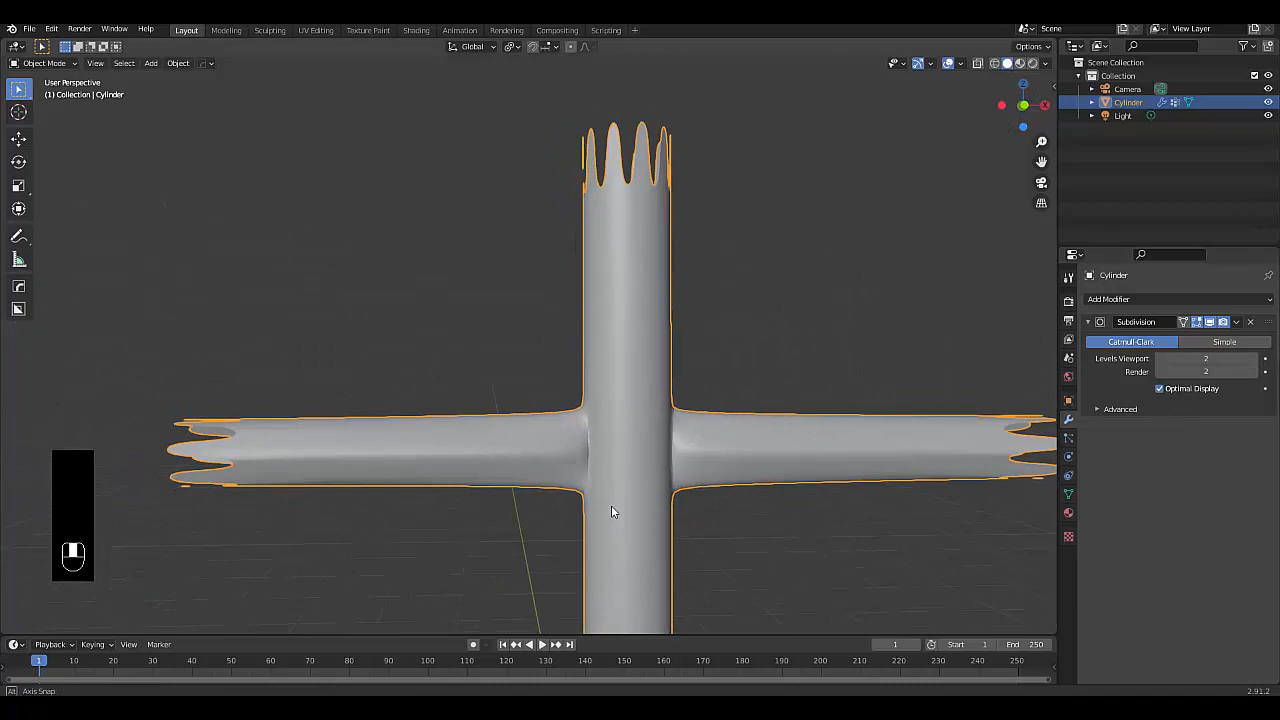 File Edit Render Window Help Layout Modeling Sculpting UV Editing Texture Paint Shading Animation Rendering Compositing Scripting + Scene View Layer
Global Options
Object Mode View Select Add Object
User Perspective
(1) Collection | Cylinder
Z
X
Scene Collection
Collection
Camera
Cylinder
Light
Cylinder
Add Modifier
Subdivision
Catmull-Clark Simple
Levels Viewport 2
Render 2
Optimal Display
Advanced
Playback Keying View Marker 1 Start 1 End 250
1 10 20 30 40 50 60 70 80 90 100 110 120 130 140 150 160 170 180 190 200 210 220 230 240 250
Alt Axis Snap 2.91.2